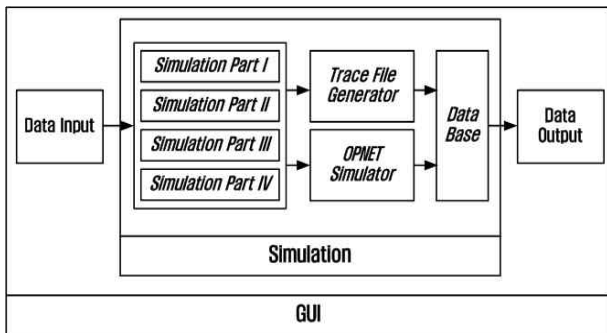 Data Input
Simulation Part I
Simulation Part II
Simulation Part III
Simulation Part IV
Trace File
Generator
OPNET
Simulator
Data
Base
Data
Output
Simulation
GUI